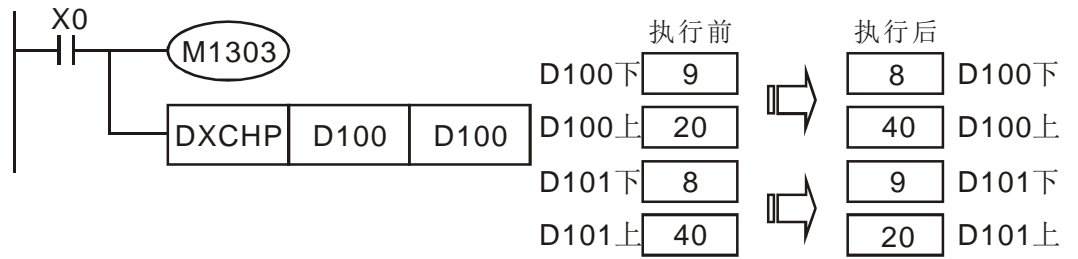 X0
M1303
DXCHP D100 D100
执行前 执行后
D100下 9 8 D100下
D100上 20 40 D100上
D101下 8 9 D101下
D101上 40 20 D101上